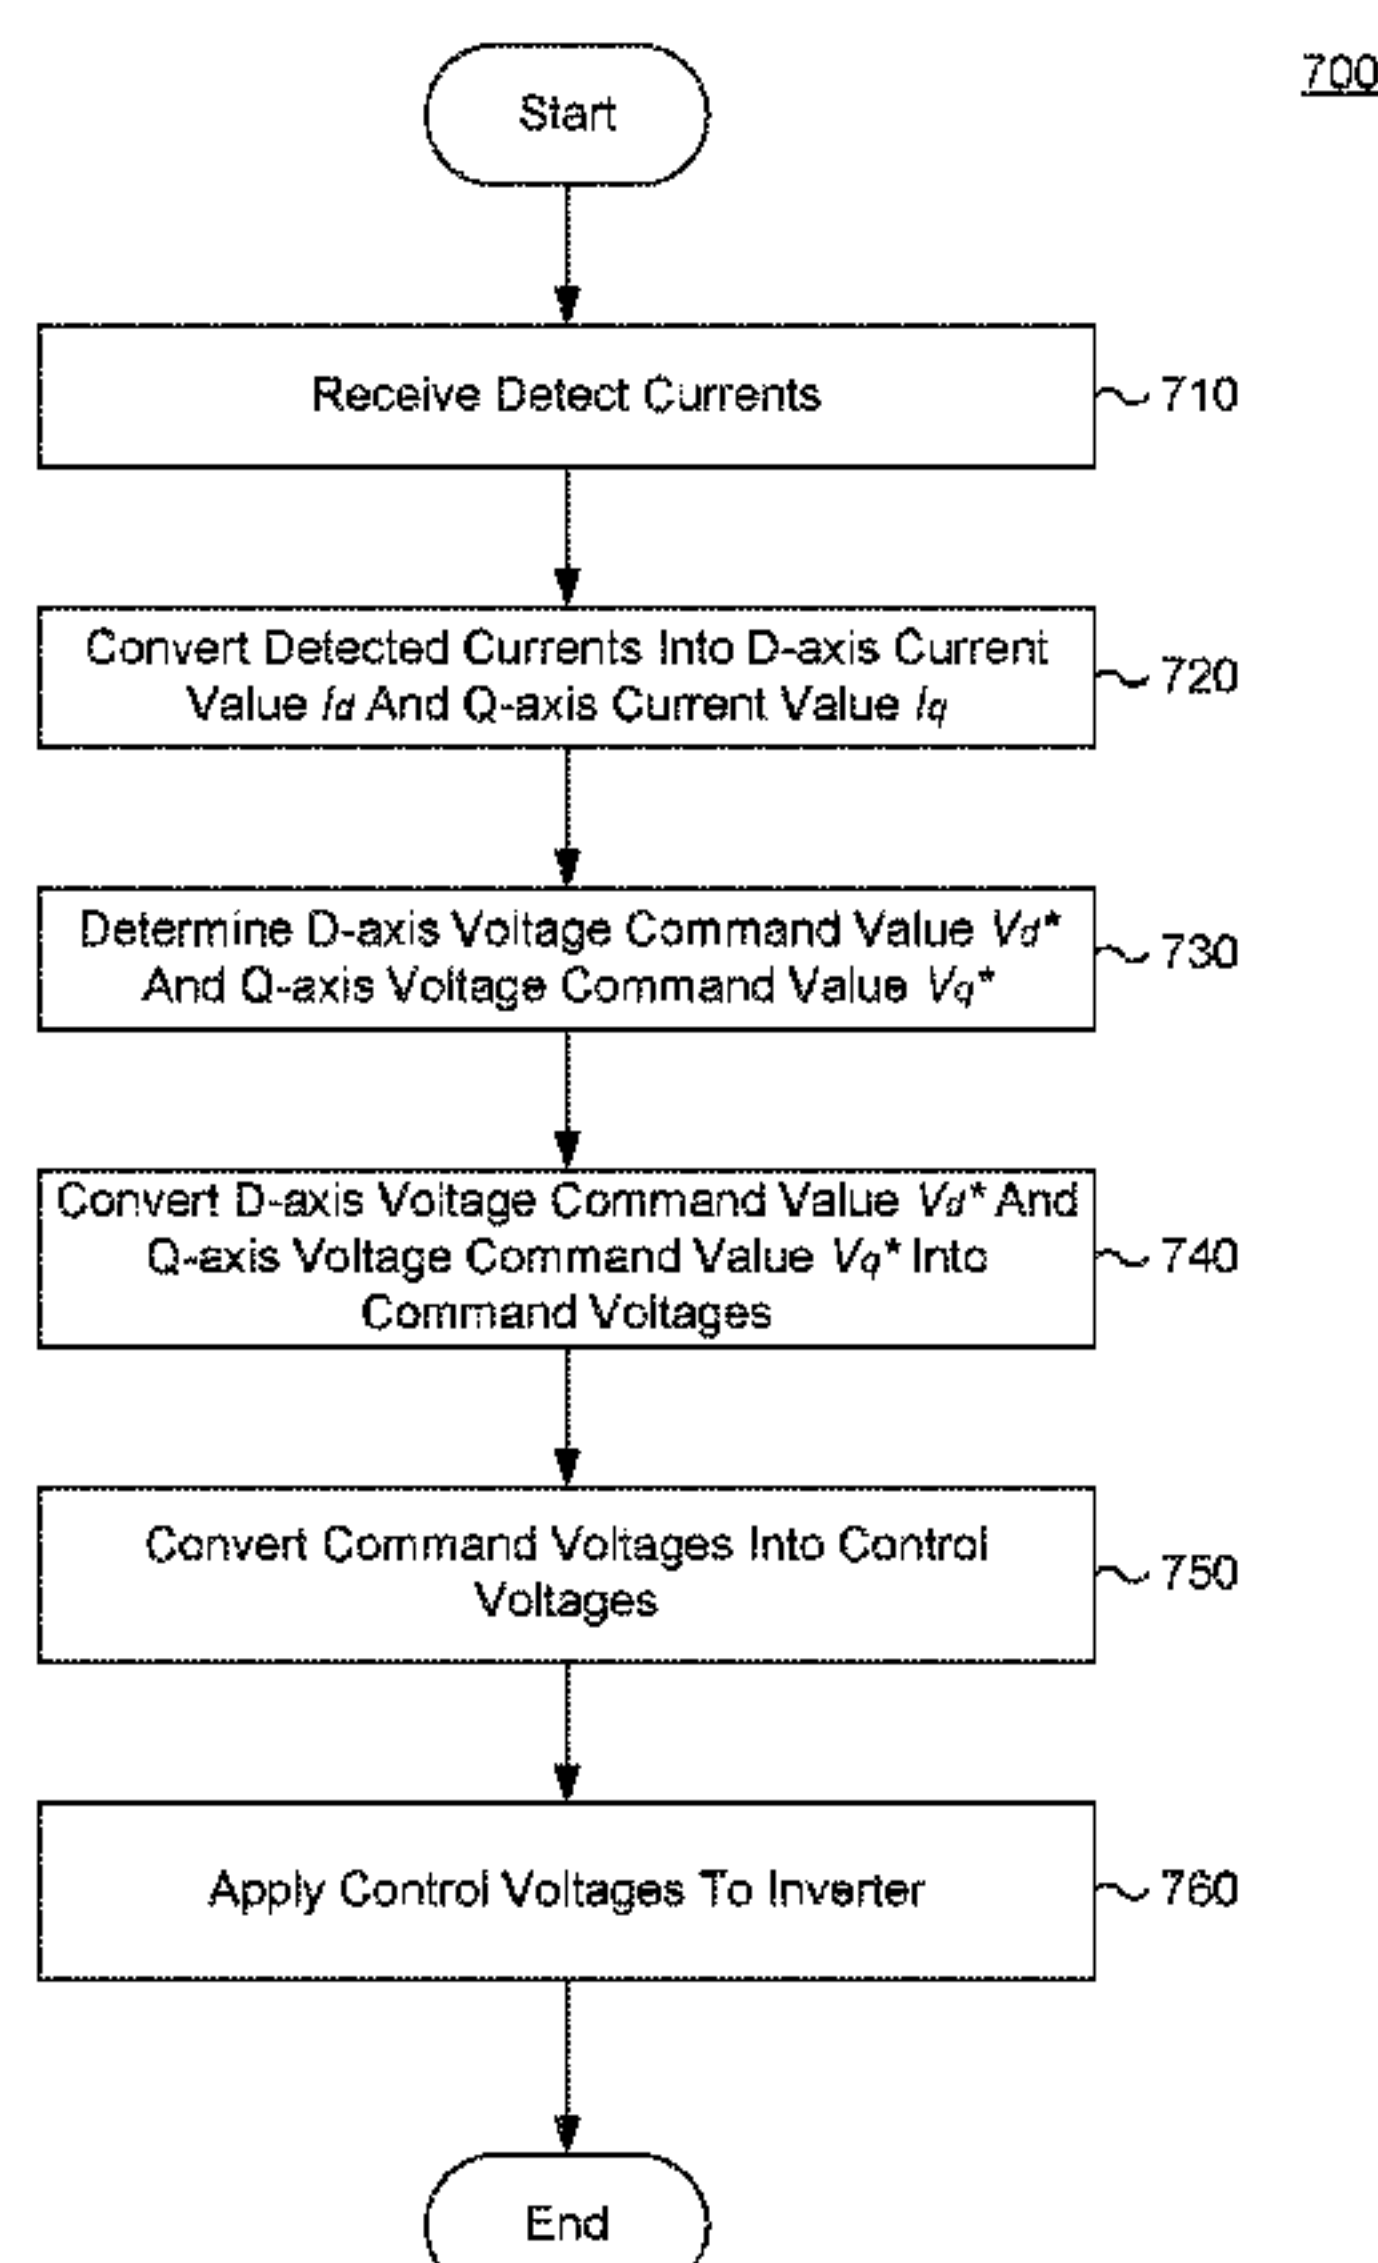 700
Start
Receive Detect Currents
710
Convert Detected Currents Into D-axis Current
Value Id And Q-axis Current Value Iq
720
Determine D-axis Voltage Command Value Vd*
And Q-axis Voltage Command Value Vq*
730
Convert D-axis Voltage Command Value Vd* And
Q-axis Voltage Command Value Vq* Into
Command Voltages
740
Convert Command Voltages Into Control
Voltages
750
Apply Control Voltages To Inverter
760
End